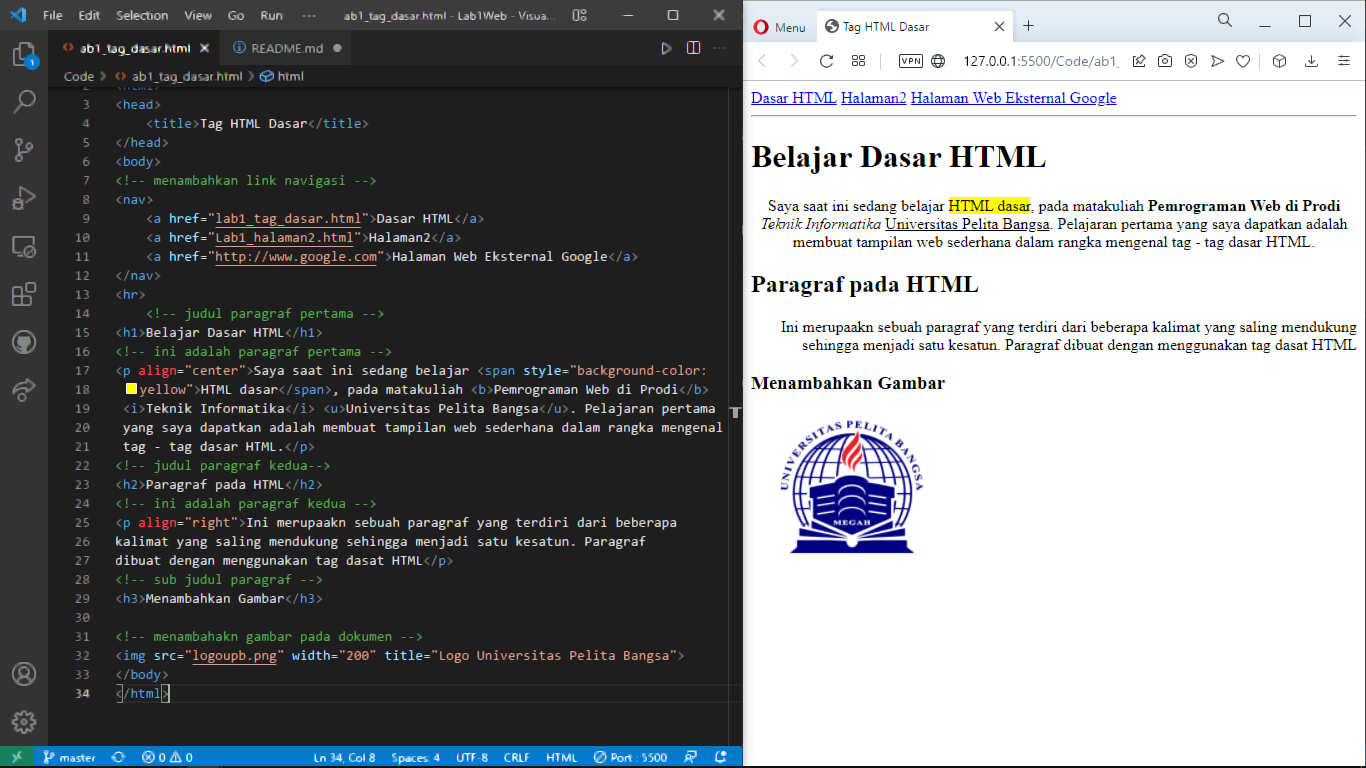 File Edit Selection View Go Run ··· ab1_tag_dasar.html - Lab1Web - Visua...
ab1_tag_dasar.html README.md
Code > ab1_tag_dasar.html > html
1
2 <html>
3 <head>
4 <title>Tag HTML Dasar</title>
5 </head>
6 <body>
7 <!-- menambahkan link navigasi -->
8 <nav>
9 <a href="lab1_tag_dasar.html">Dasar HTML</a>
10 <a href="Lab1_halaman2.html">Halaman2</a>
11 <a href="http://www.google.com">Halaman Web Eksternal Google</a>
12 </nav>
13 <hr>
14 <!-- judul paragraf pertama -->
15 <h1>Belajar Dasar HTML</h1>
16 <!-- ini adalah paragraf pertama -->
17 <p align="center">Saya saat ini sedang belajar <span style="background-color:
18 yellow">HTML dasar</span>, pada matakuliah <b>Pemrograman Web di Prodi</b>
19 <i>Teknik Informatika</i> <u>Universitas Pelita Bangsa</u>. Pelajaran pertama
20 yang saya dapatkan adalah membuat tampilan web sederhana dalam rangka mengenal
21 tag - tag dasar HTML.</p>
22 <!-- judul paragraf kedua-->
23 <h2>Paragraf pada HTML</h2>
24 <!-- ini adalah paragraf kedua -->
25 <p align="right">Ini merupaakn sebuah paragraf yang terdiri dari beberapa
26 kalimat yang saling mendukung sehingga menjadi satu kesatun. Paragraf
27 dibuat dengan menggunakan tag dasat HTML</p>
28 <!-- sub judul paragraf -->
29 <h3>Menambahkan Gambar</h3>
30
31 <!-- menambahakn gambar pada dokumen -->
32 <img src="logoupb.png" width="200" title="Logo Universitas Pelita Bangsa">
33 </body>
34 </html>
master 0 0 Ln 34, Col 8 Spaces: 4 UTF-8 CRLF HTML Port : 5500
Menu Tag HTML Dasar
VPN 127.0.0.1:5500/Code/ab1_
Dasar HTML Halaman2 Halaman Web Eksternal Google
Belajar Dasar HTML
Saya saat ini sedang belajar HTML dasar, pada matakuliah Pemrograman Web di Prodi
Teknik Informatika Universitas Pelita Bangsa. Pelajaran pertama yang saya dapatkan adalah
membuat tampilan web sederhana dalam rangka mengenal tag - tag dasar HTML.
Paragraf pada HTML
Ini merupaakn sebuah paragraf yang terdiri dari beberapa kalimat yang saling mendukung
sehingga menjadi satu kesatun. Paragraf dibuat dengan menggunakan tag dasat HTML
Menambahkan Gambar
UNIVERSITAS PELITA BANGSA
MEGAH